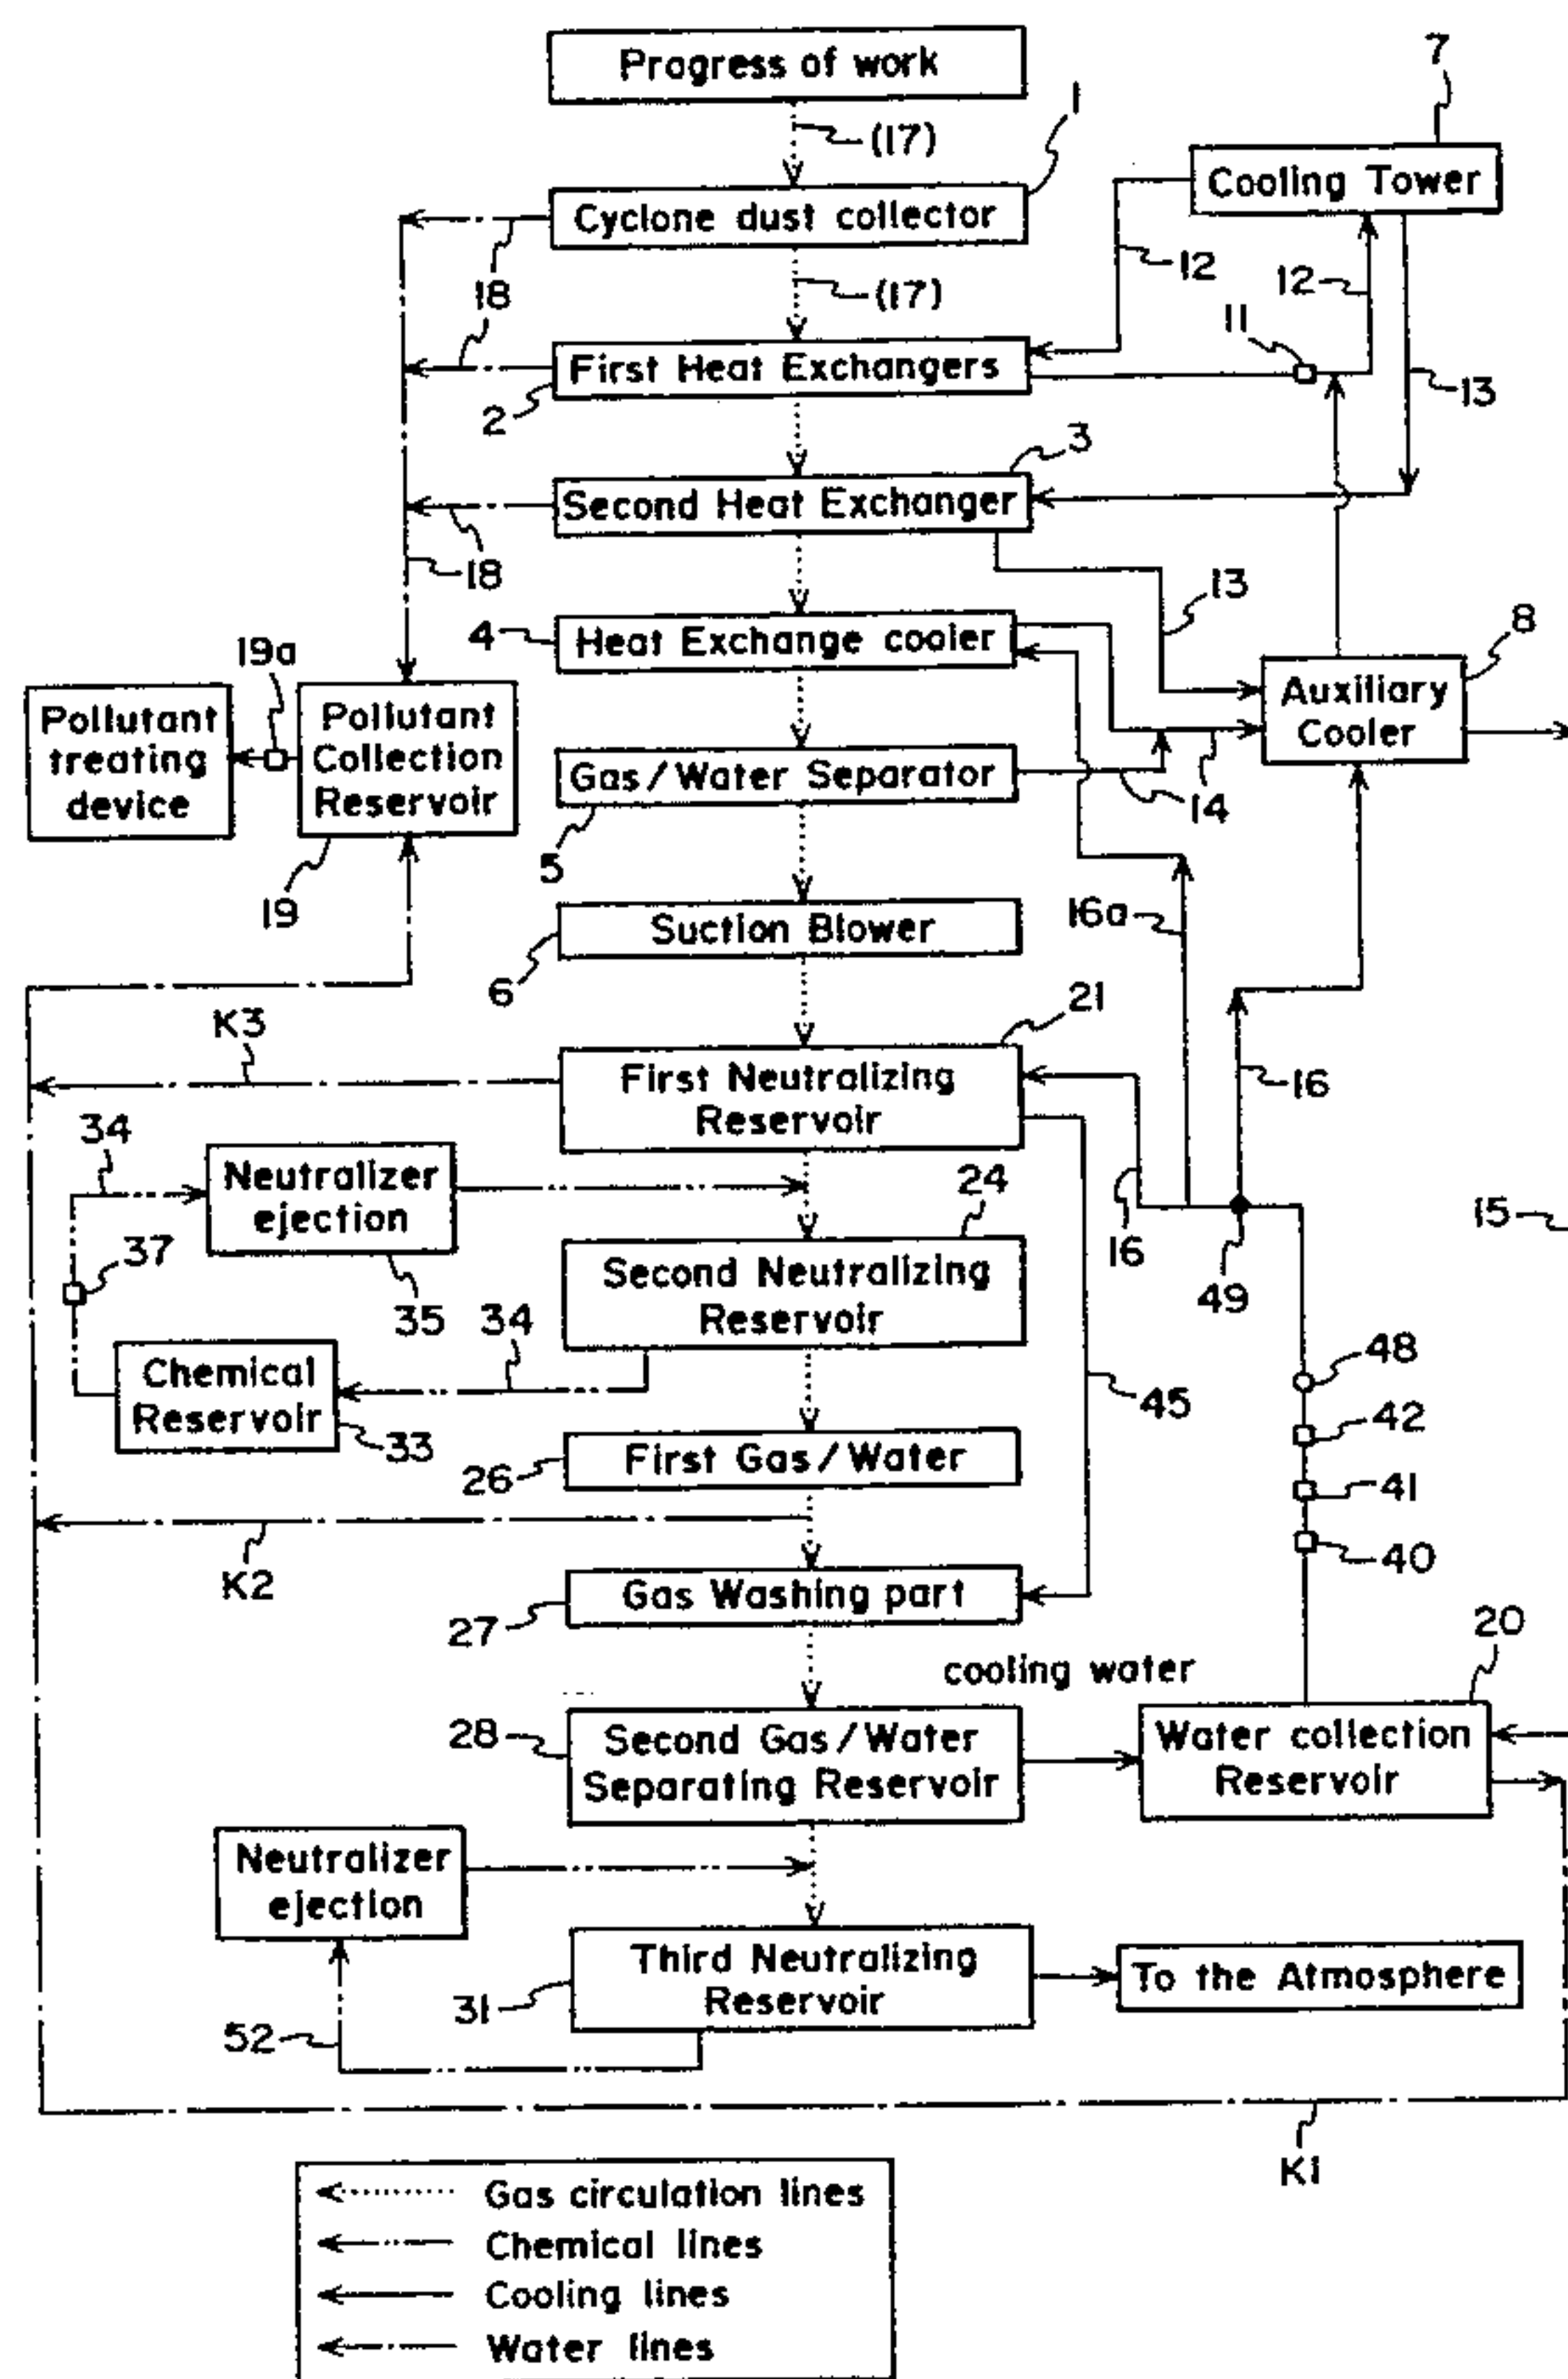 Progress of work
7
(17)
1
Cooling Tower
Cyclone dust collector
18
12
12
(17)
11
First Heat Exchangers
13
2
3
Second Heat Exchanger
18
18
13
4
Heat Exchange cooler
8
19a
Pollutant
treating
device
Pollutant
Collection
Reservoir
Auxiliary
Cooler
Gas/Water Separator
14
5
19
Suction Blower
16a
6
21
K3
First Neutralizing
Reservoir
16
34
Neutralizer
ejection
24
15
37
16
49
Second Neutralizing
Reservoir
35
34
48
Chemical
Reservoir
33
45
42
First Gas/Water
26
41
40
K2
Gas Washing part
27
20
cooling water
28
Second Gas/Water
Separating Reservoir
Water collection
Reservoir
Neutralizer
ejection
Third Neutralizing
Reservoir
To the Atmosphere
31
52
K1
Gas circulation lines
Chemical lines
Cooling lines
Water lines